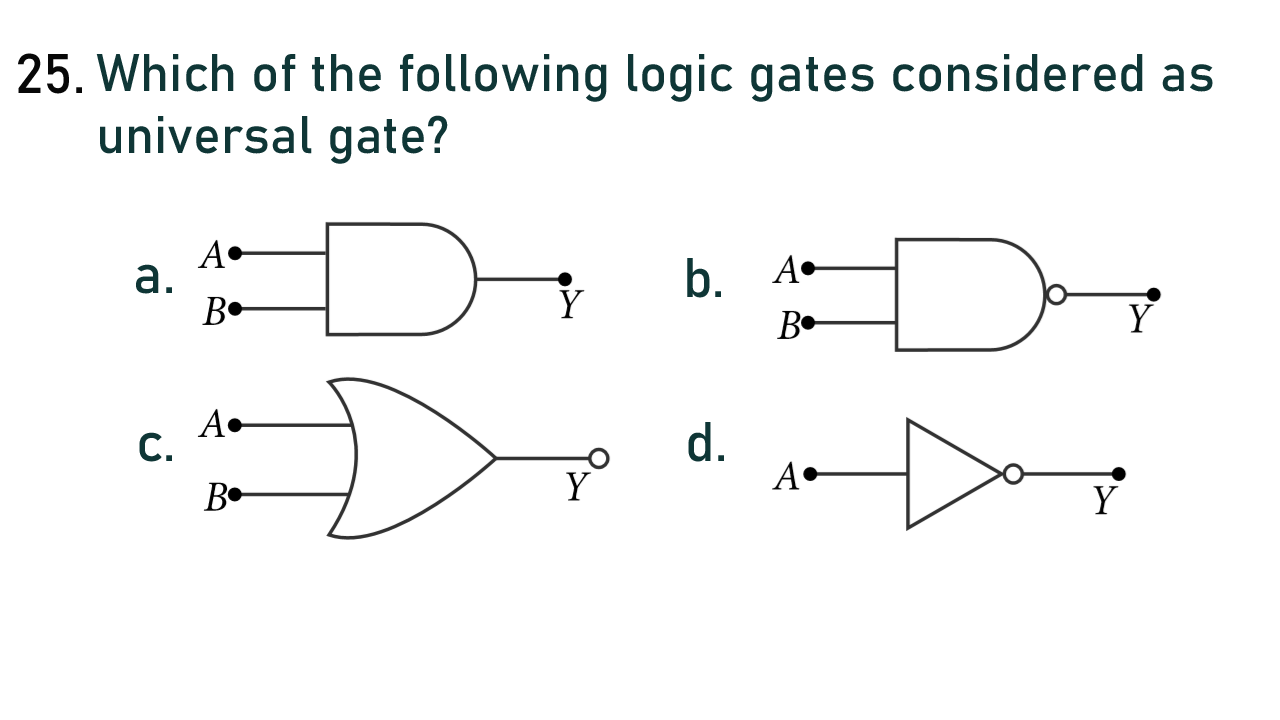 25. Which of the following logic gates considered as
universal gate?
a. A B Y
b. A B Y
c. A B Y
d. A Y